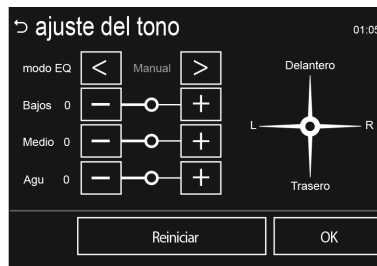 ajuste del tono
01:05
modo EQ < Manual >
Delantero
Bajos 0 − +
L R
Medio 0 − +
Agu 0 − +
Trasero
Reiniciar OK